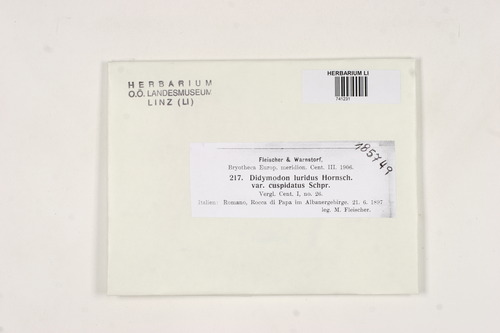 HERBARIUM
O.Ö. LANDESMUSEUM
LINZ (LI)
HERBARIUM LI
741291
185749
Fleischer & Warnstorf.
Bryotheca Europ. meridion. Cent. III. 1906.
217. Didymodon luridus Hornsch.
var. cuspidatus Schpr.
Vergl. Cent. I, no. 26.
Italien: Romano, Rocca di Papa im Albanergebirge. 21. 6. 1897
leg. M. Fleischer.